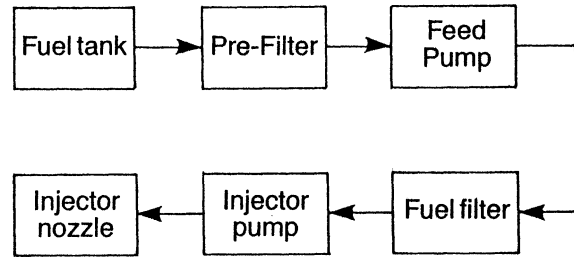 Fuel tank
Pre-Filter
Feed
Pump
Injector
nozzle
Injector
pump
Fuel filter